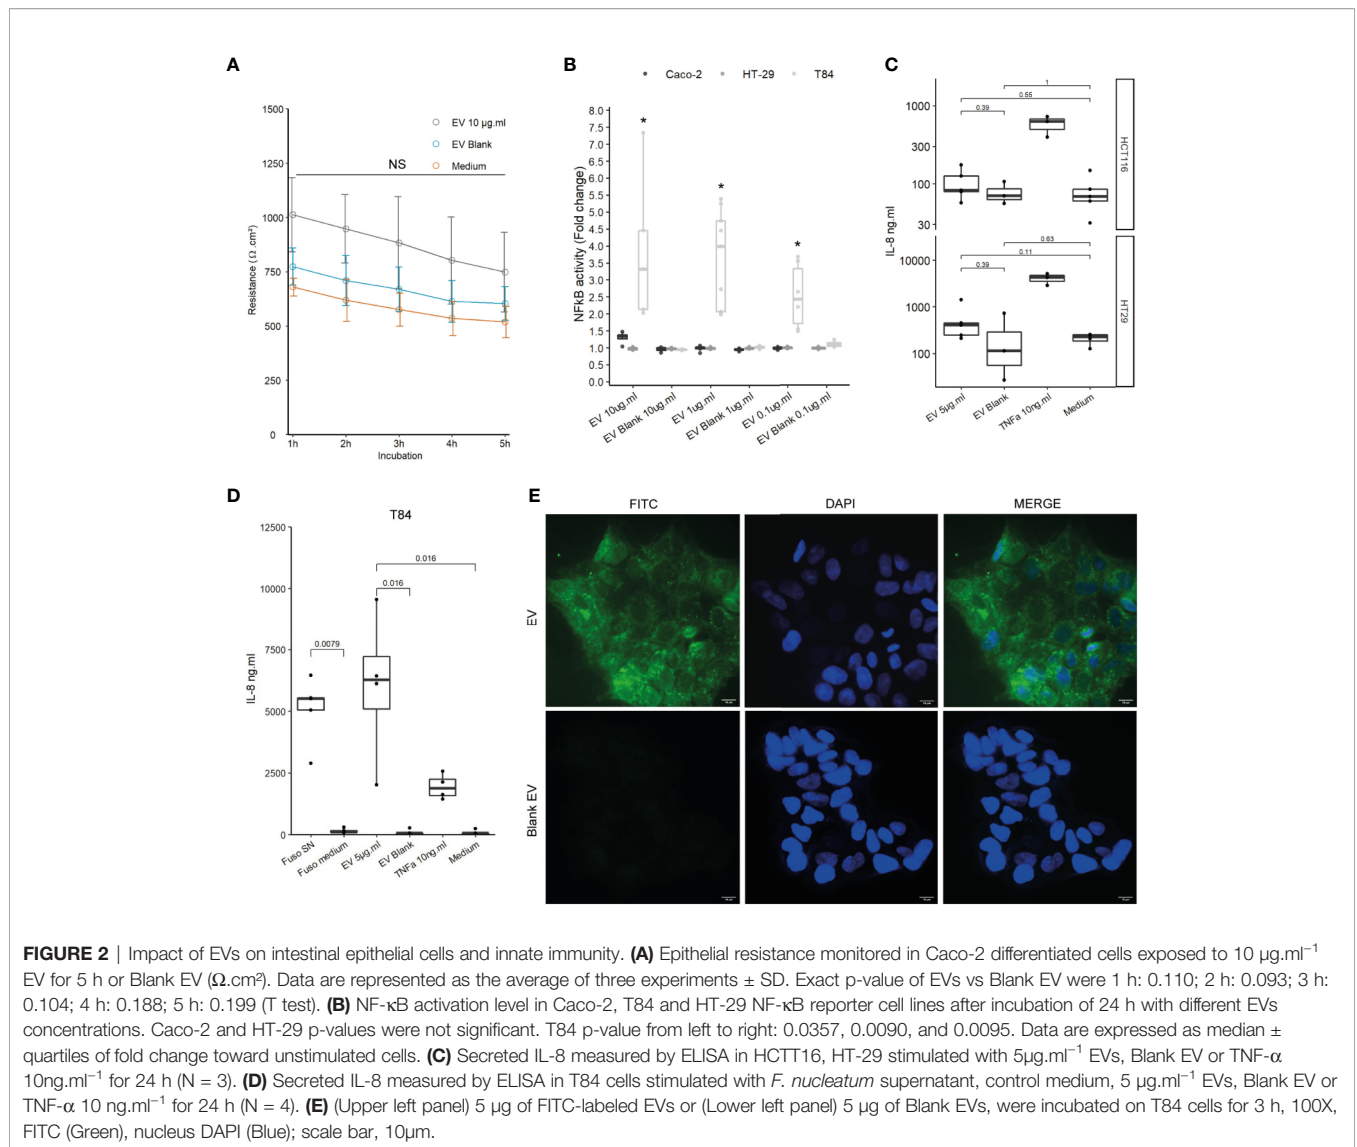 A
1500
1250
1000
750
500
250
0
Resistance (Ω.cm²)
EV 10 µg.ml
EV Blank
Medium
NS
1h 2h 3h 4h 5h
Incubation
B
Caco-2 HT-29 T84
8.0
7.5
7.0
6.5
6.0
5.5
5.0
4.5
4.0
3.5
3.0
2.5
2.0
1.5
1.0
0.5
0.0
NFkB activity (Fold change)
*
*
*
EV 10ug.ml)
EV Blank 10ug.ml)
EV 1ug.ml)
EV Blank 1ug.ml)
EV 0.1ug.ml)
EV Blank 0.1ug.ml)
C
1000
300
100
30
1
0.55
0.39
HCT116
IL-8 ng.ml
10000
1000
100
0.63
0.11
0.39
HT29
EV 5µg.ml
EV Blank
TNFa 10ng.ml
Medium
D
T84
12500
10000
7500
5000
2500
0
IL-8 ng.ml
0.016
0.016
0.0079
Fuso SN
Fuso medium
EV 5µg.ml
EV Blank
TNFa 10ng.ml
Medium
E
FITC DAPI MERGE
EV
Blank EV
FIGURE 2 | Impact of EVs on intestinal epithelial cells and innate immunity. (A) Epithelial resistance monitored in Caco-2 differentiated cells exposed to 10 µg.ml⁻¹
EV for 5 h or Blank EV (Ω.cm²). Data are represented as the average of three experiments ± SD. Exact p-value of EVs vs Blank EV were 1 h: 0.110; 2 h: 0.093; 3 h:
0.104; 4 h: 0.188; 5 h: 0.199 (T test). (B) NF-κB activation level in Caco-2, T84 and HT-29 NF-κB reporter cell lines after incubation of 24 h with different EVs
concentrations. Caco-2 and HT-29 p-values were not significant. T84 p-value from left to right: 0.0357, 0.0090, and 0.0095. Data are expressed as median ±
quartiles of fold change toward unstimulated cells. (C) Secreted IL-8 measured by ELISA in HCTT16, HT-29 stimulated with 5µg.ml⁻¹ EVs, Blank EV or TNF-α
10ng.ml⁻¹ for 24 h (N = 3). (D) Secreted IL-8 measured by ELISA in T84 cells stimulated with F. nucleatum supernatant, control medium, 5 µg.ml⁻¹ EVs, Blank EV or
TNF-α 10 ng.ml⁻¹ for 24 h (N = 4). (E) (Upper left panel) 5 µg of FITC-labeled EVs or (Lower left panel) 5 µg of Blank EVs, were incubated on T84 cells for 3 h, 100X,
FITC (Green), nucleus DAPI (Blue); scale bar, 10µm.